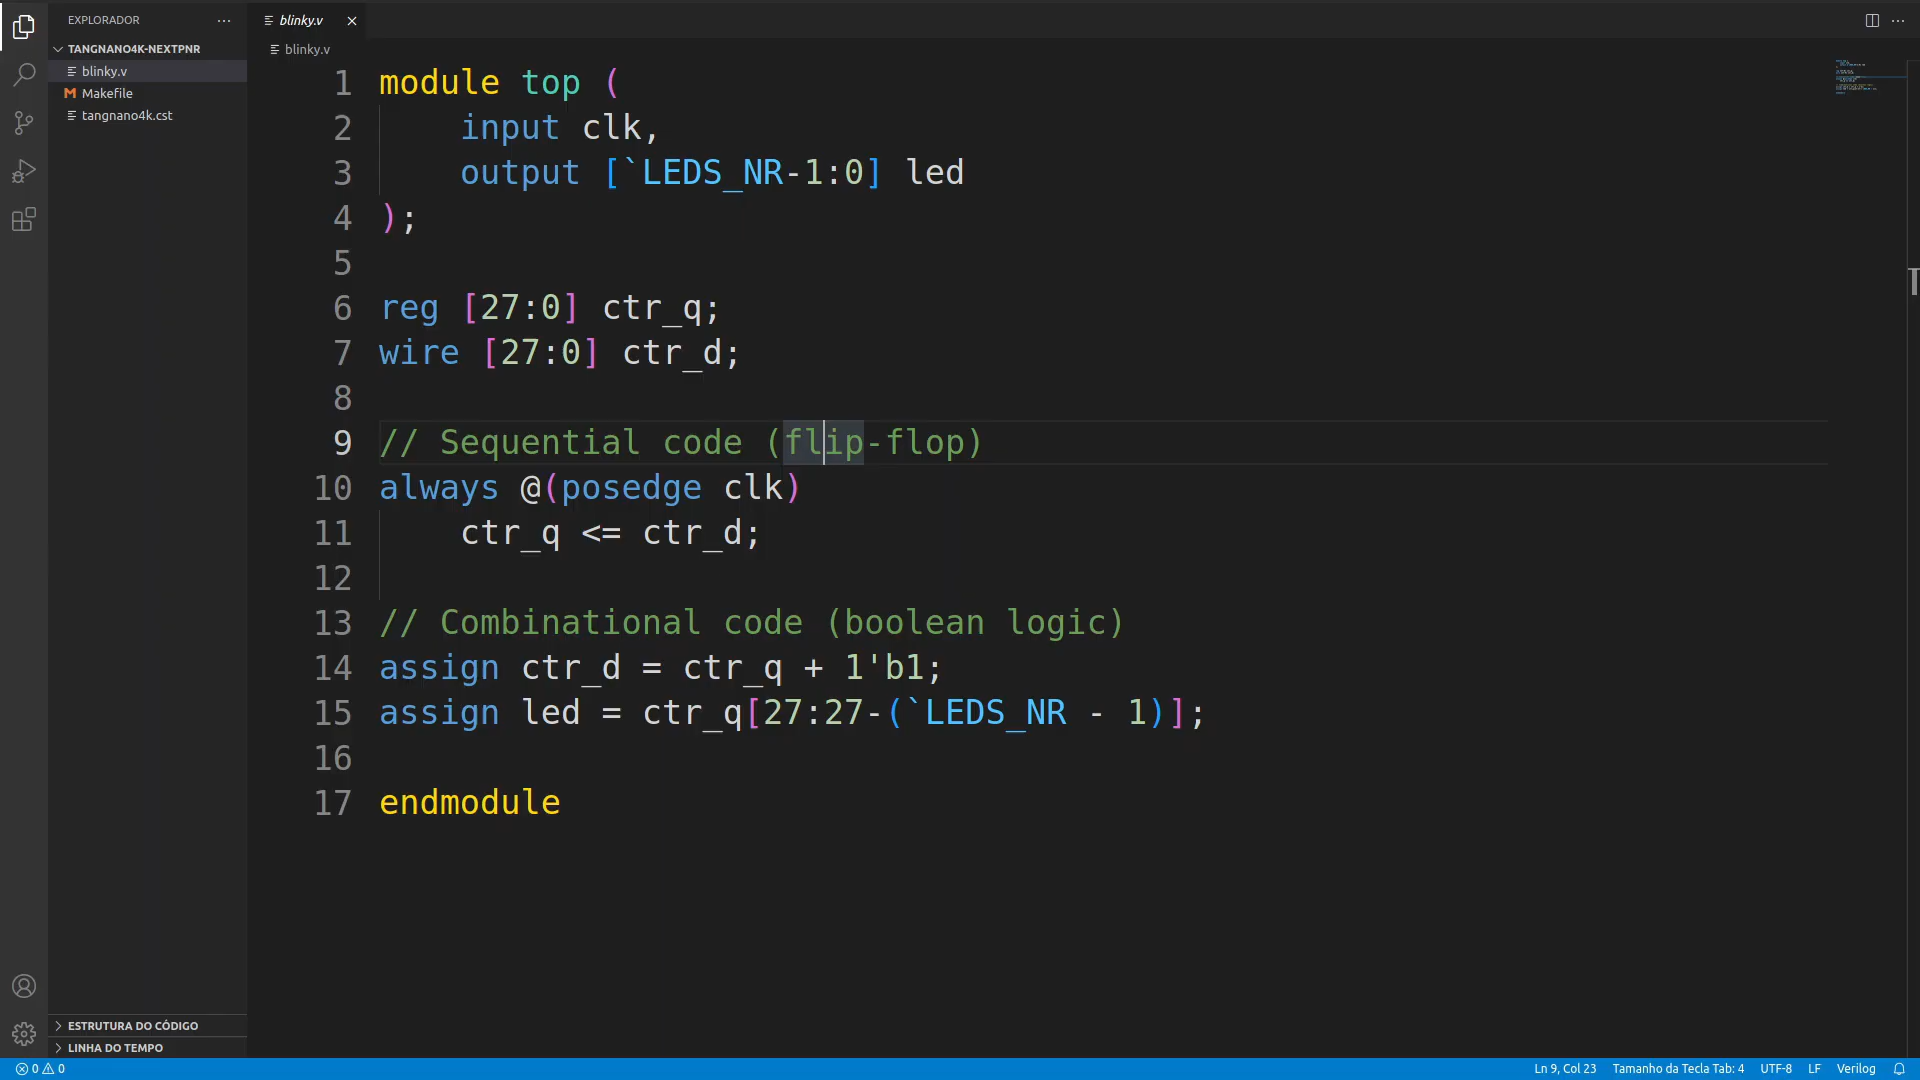 EXPLORADOR
TANGNANO4K-NEXTPNR
blinky.v
Makefile
tangnano4k.cst
ESTRUTURA DO CÓDIGO
LINHA DO TEMPO
blinky.v
blinky.v
1 module top (
2 input clk,
3 output [`LEDS_NR-1:0] led
4 );
5
6 reg [27:0] ctr_q;
7 wire [27:0] ctr_d;
8
9 // Sequential code (flip-flop)
10 always @(posedge clk)
11 ctr_q <= ctr_d;
12
13 // Combinational code (boolean logic)
14 assign ctr_d = ctr_q + 1'b1;
15 assign led = ctr_q[27:27-(`LEDS_NR - 1)];
16
17 endmodule
0 0 Ln 9, Col 23 Tamanho da Tecla Tab: 4 UTF-8 LF Verilog